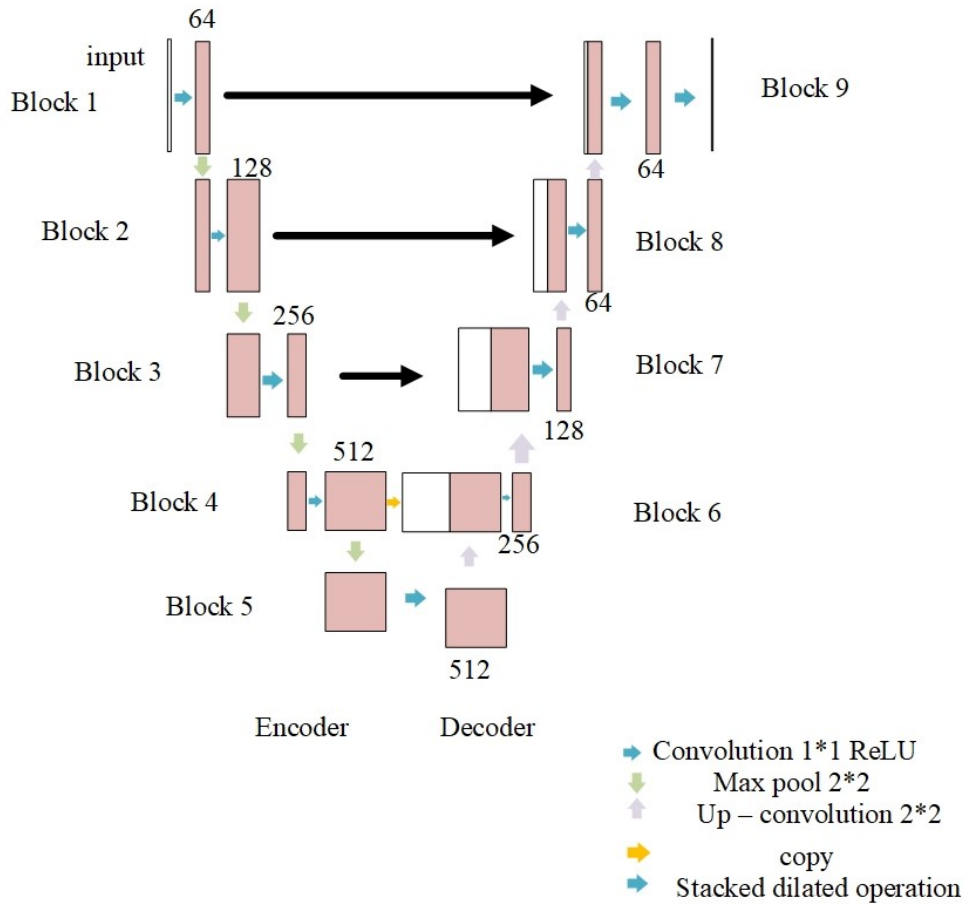 64
input
Block 1
Block 9
64
128
Block 2
Block 8
64
256
Block 3
Block 7
128
512
Block 4
Block 6
256
Block 5
512
Encoder
Decoder
Convolution 1*1 ReLU
Max pool 2*2
Up – convolution 2*2
copy
Stacked dilated operation